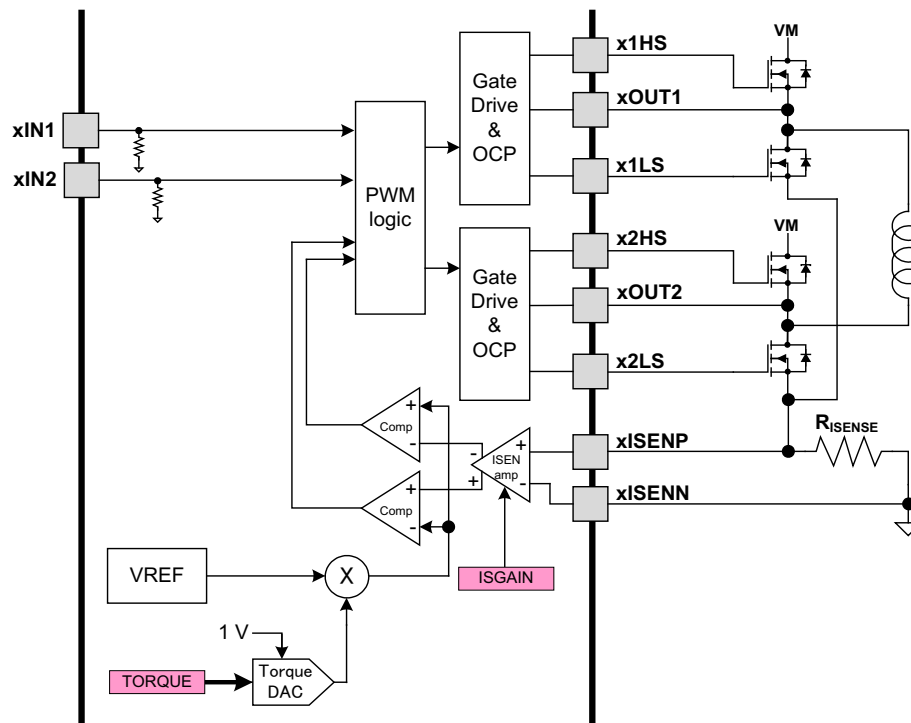 x1HS
VM
Gate
Drive
&
OCP
xOUT1
xIN1
x1LS
xIN2
PWM
logic
x2HS
VM
Gate
Drive
&
OCP
xOUT2
x2LS
+
Comp
-
RISENSE
xISENP
-
+
ISEN
amp
+
-
xISENN
+
Comp
-
VREF
X
ISGAIN
1 V
TORQUE
Torque
DAC